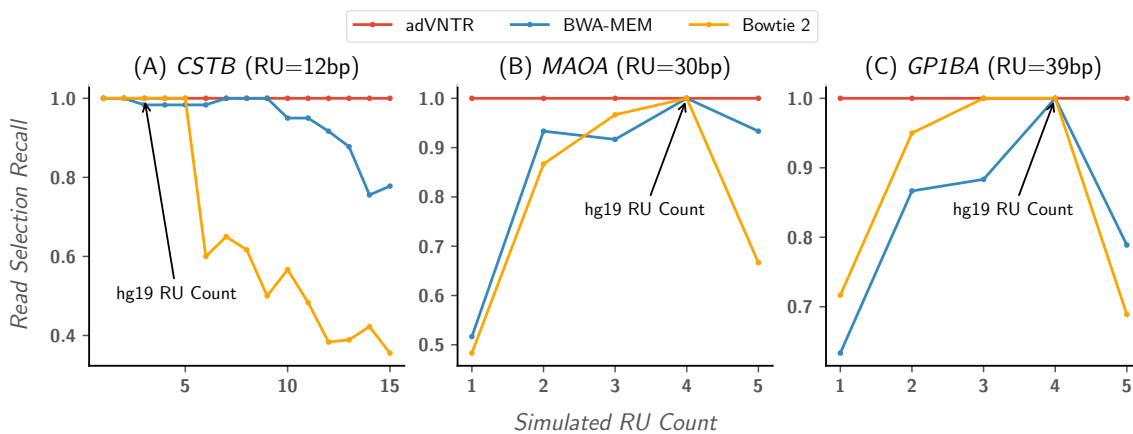 adVNTR BWA-MEM Bowtie 2
(A) CSTB (RU=12bp) (B) MAOA (RU=30bp) (C) GP1BA (RU=39bp)
Read Selection Recall
1.0
0.8
0.6
0.4
hg19 RU Count
5 10 15
1.0
0.9
0.8
0.7
0.6
0.5
hg19 RU Count
1 2 3 4 5
1.0
0.9
0.8
0.7
hg19 RU Count
1 2 3 4 5
Simulated RU Count